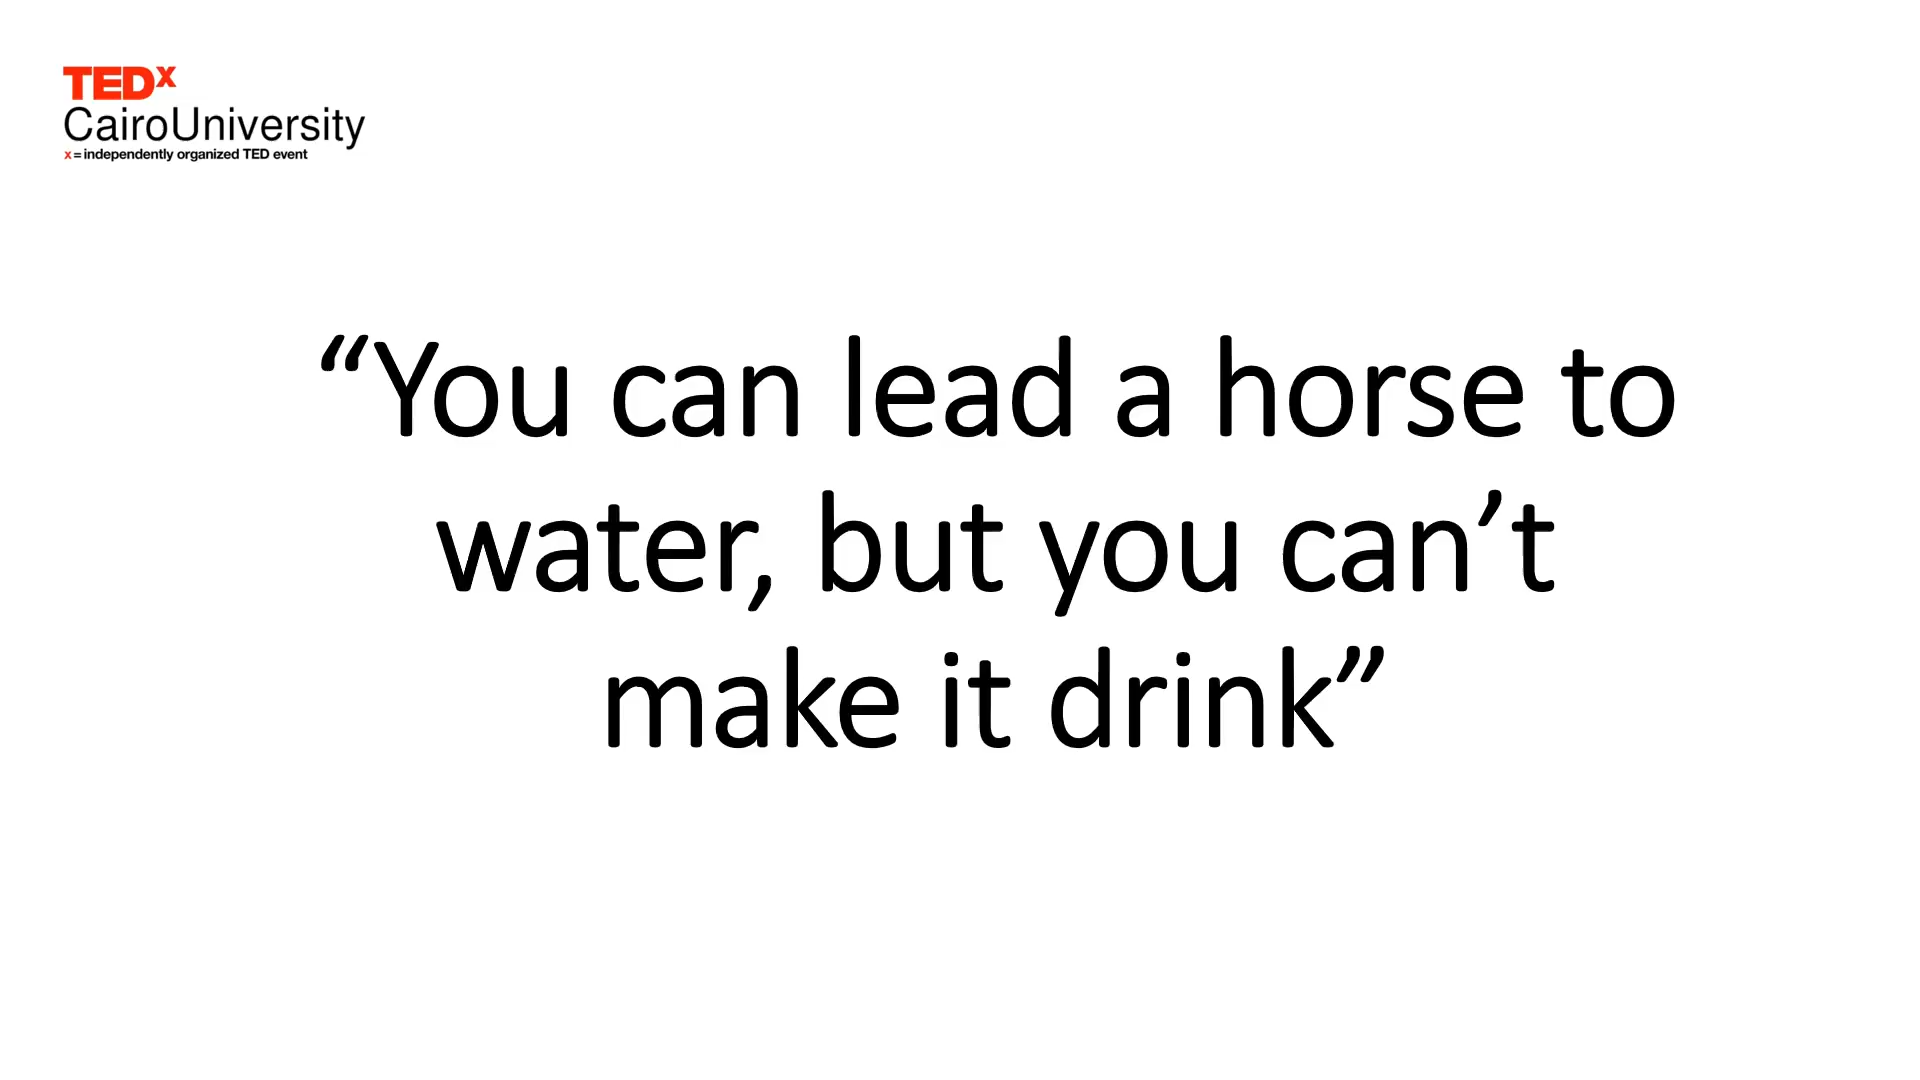 TEDx
CairoUniversity
x = independently organized TED event
“You can lead a horse to
water, but you can’t
make it drink”